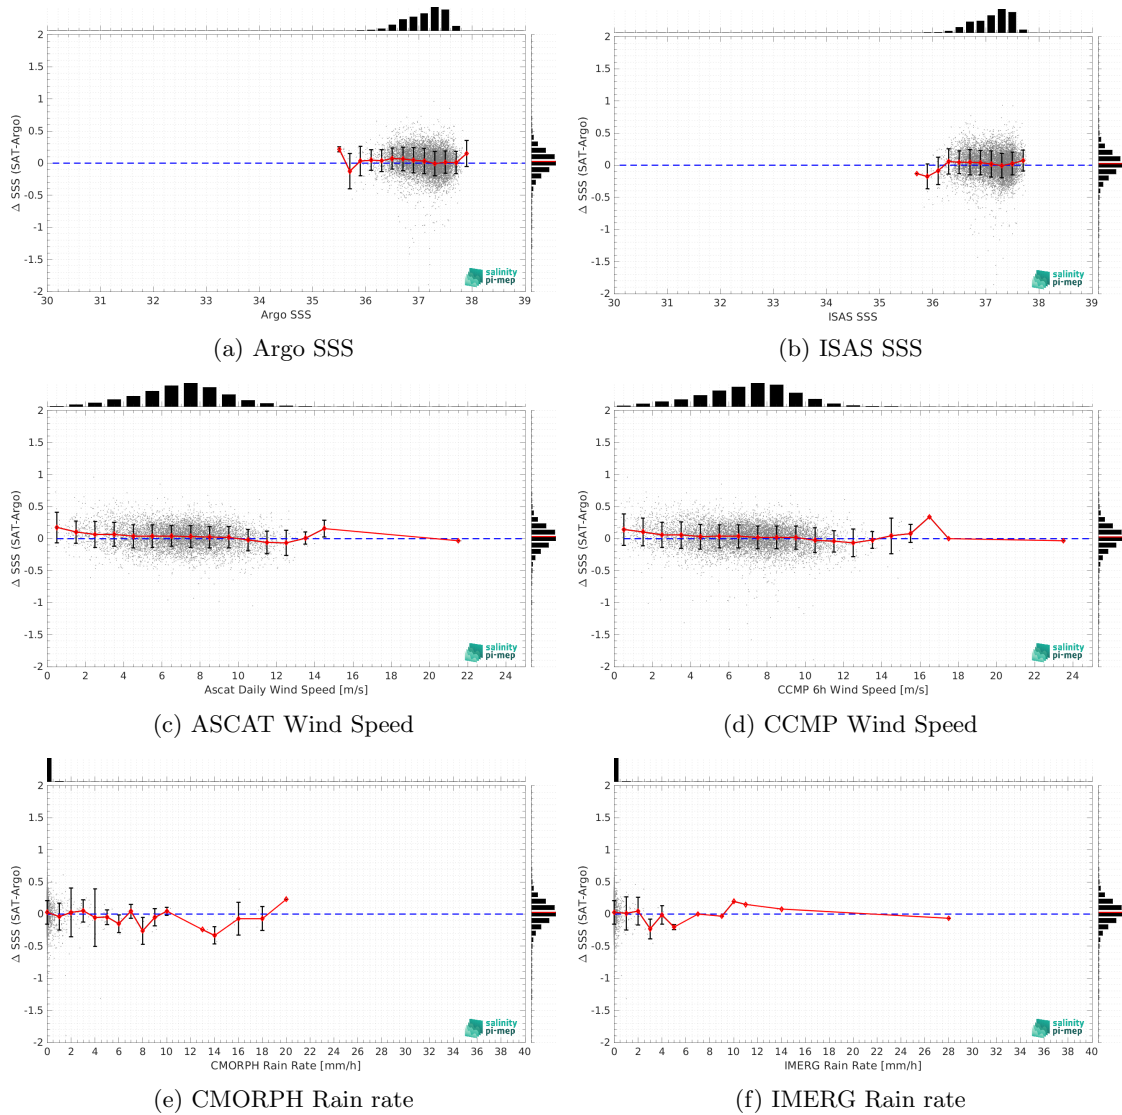 2
1.5
1
0.5
0
-0.5
-1
-1.5
-2
Δ SSS (SAT-Argo)
30 31 32 33 34 35 36 37 38 39
Argo SSS
salinity
pi-mep
(a) Argo SSS
2
1.5
1
0.5
0
-0.5
-1
-1.5
-2
Δ SSS (SAT-Argo)
30 31 32 33 34 35 36 37 38 39
ISAS SSS
salinity
pi-mep
(b) ISAS SSS
2
1.5
1
0.5
0
-0.5
-1
-1.5
-2
Δ SSS (SAT-Argo)
0 2 4 6 8 10 12 14 16 18 20 22 24
Ascat Daily Wind Speed [m/s]
salinity
pi-mep
(c) ASCAT Wind Speed
2
1.5
1
0.5
0
-0.5
-1
-1.5
-2
Δ SSS (SAT-Argo)
0 2 4 6 8 10 12 14 16 18 20 22 24
CCMP 6h Wind Speed [m/s]
salinity
pi-mep
(d) CCMP Wind Speed
2
1.5
1
0.5
0
-0.5
-1
-1.5
-2
Δ SSS (SAT-Argo)
0 2 4 6 8 10 12 14 16 18 20 22 24 26 28 30 32 34 36 38 40
CMORPH Rain Rate [mm/h]
salinity
pi-mep
(e) CMORPH Rain rate
2
1.5
1
0.5
0
-0.5
-1
-1.5
-2
Δ SSS (SAT-Argo)
0 2 4 6 8 10 12 14 16 18 20 22 24 26 28 30 32 34 36 38 40
IMERG Rain Rate [mm/h]
salinity
pi-mep
(f) IMERG Rain rate